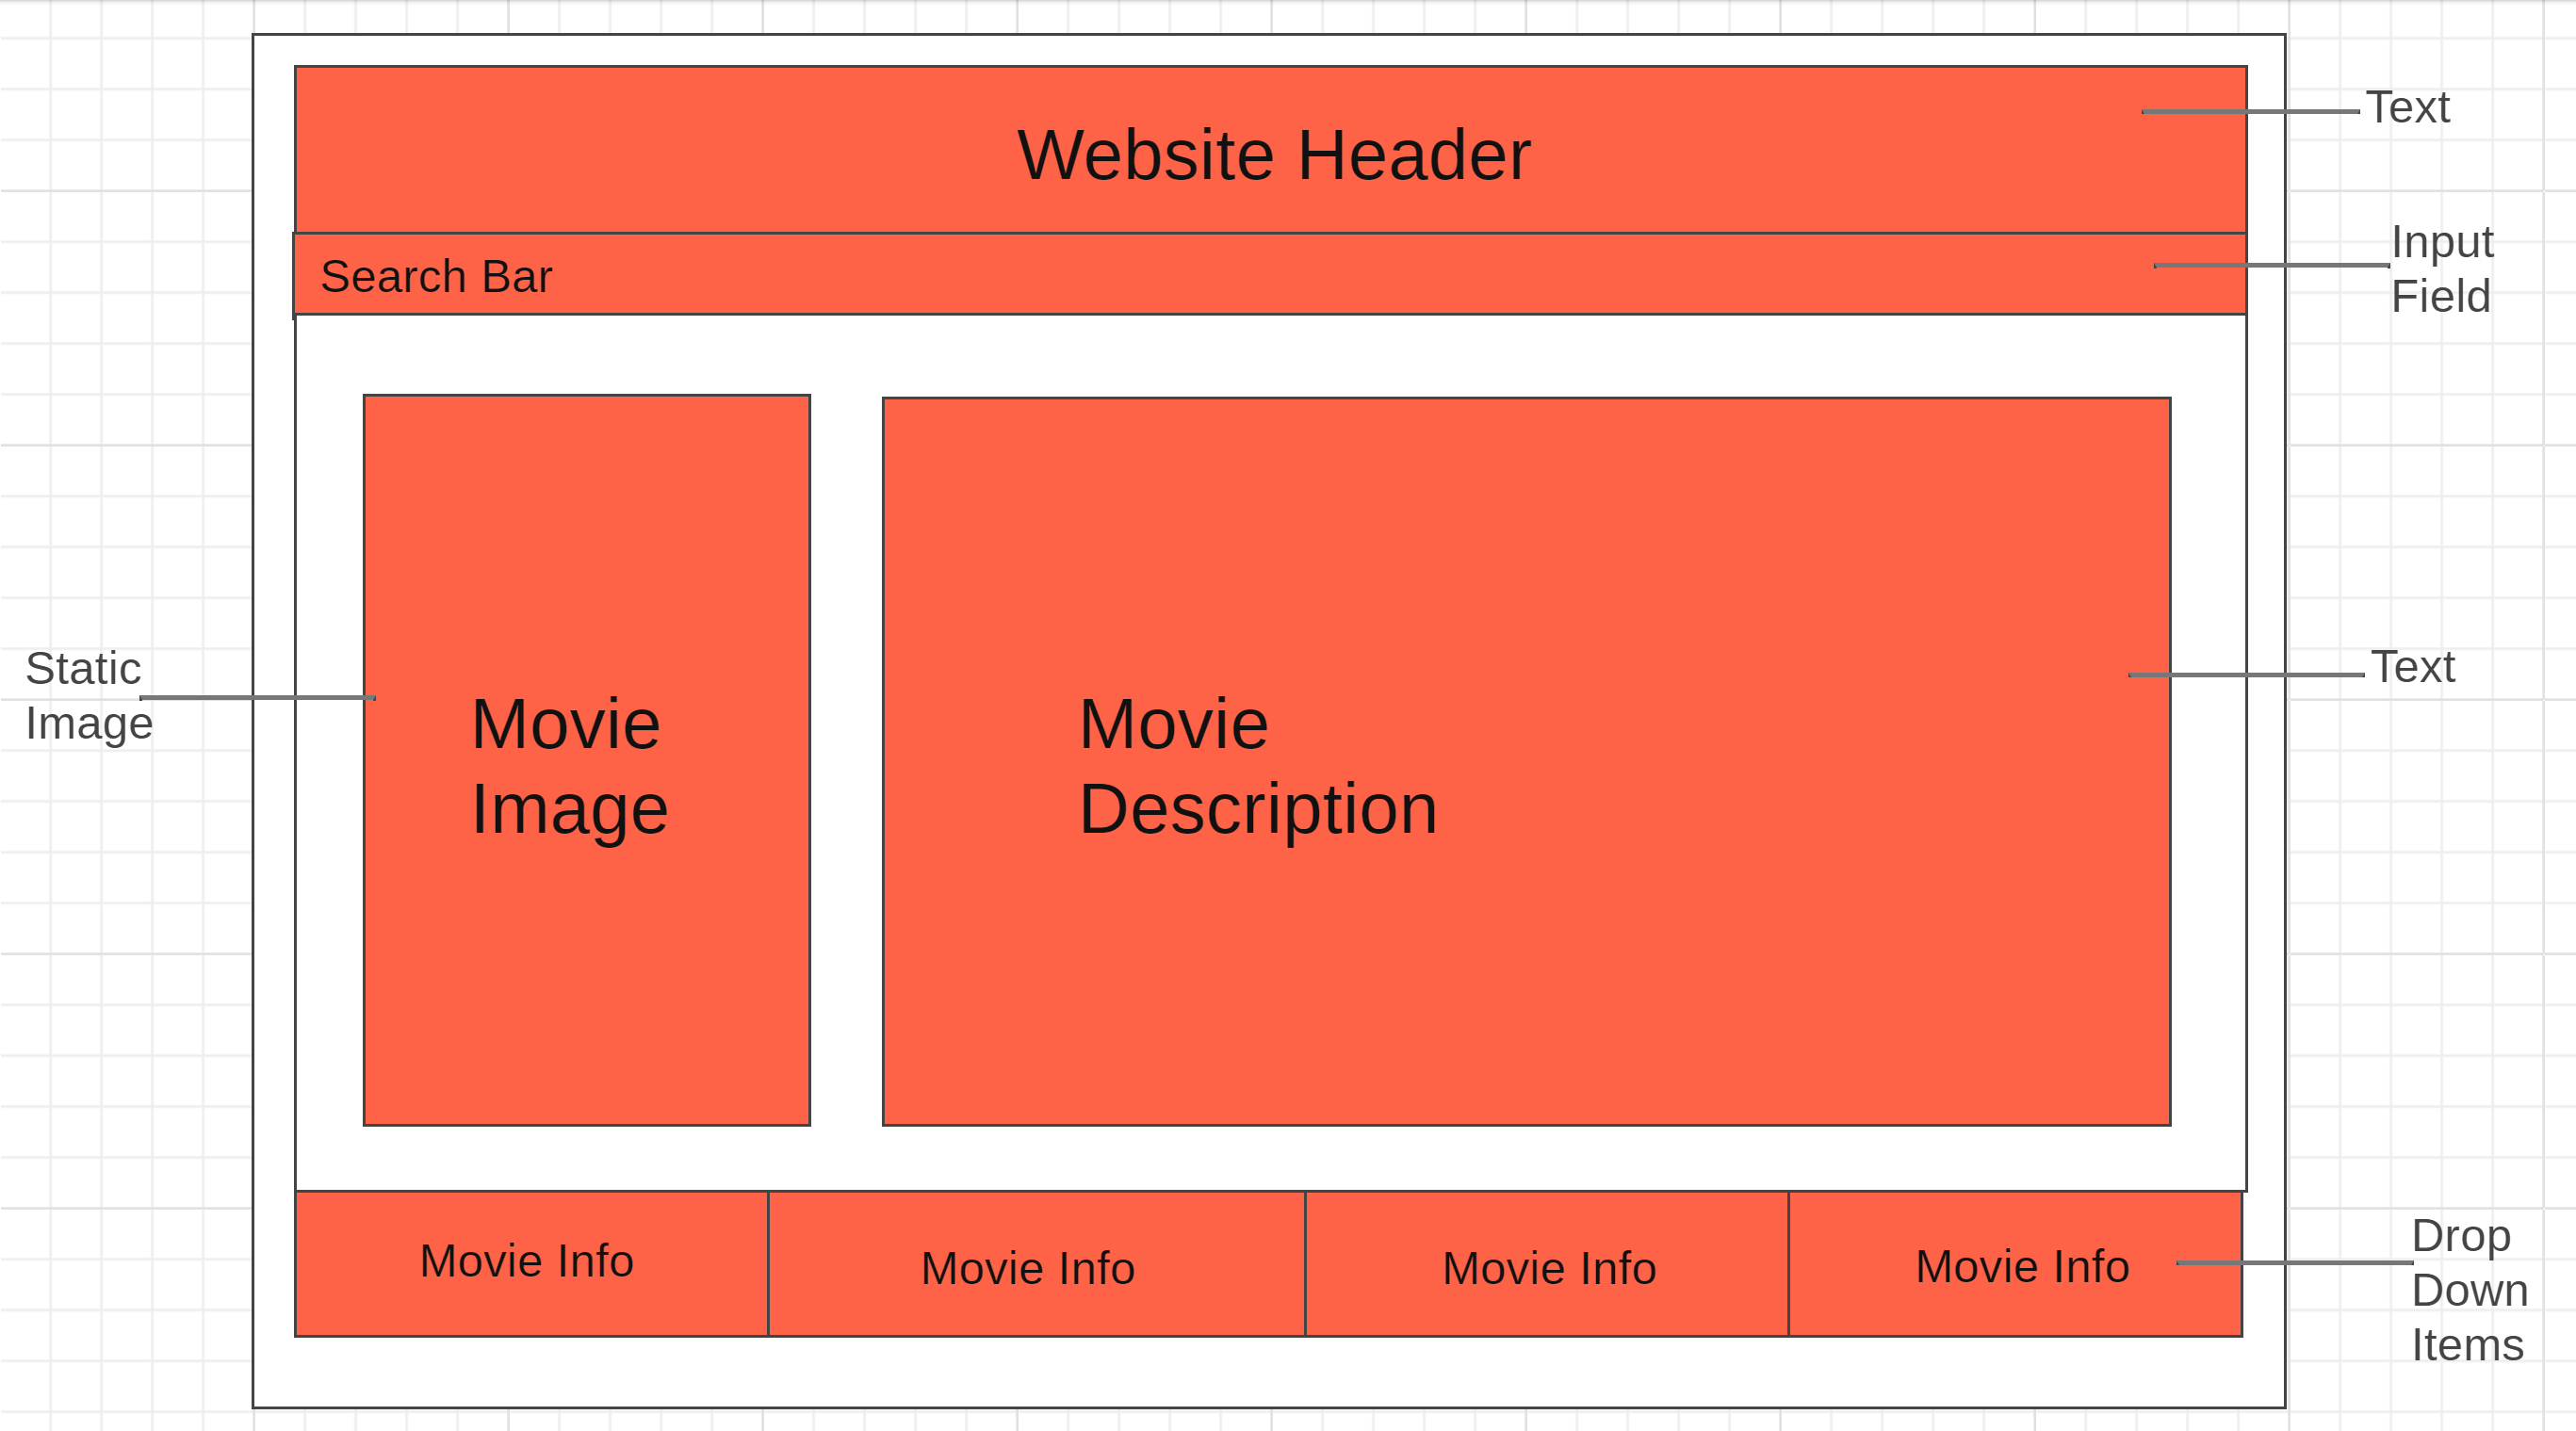 Website Header
Text
Search Bar
Input
Field
Static
Image
Movie
Image
Movie
Description
Text
Movie Info
Movie Info
Movie Info
Movie Info
Drop
Down
Items